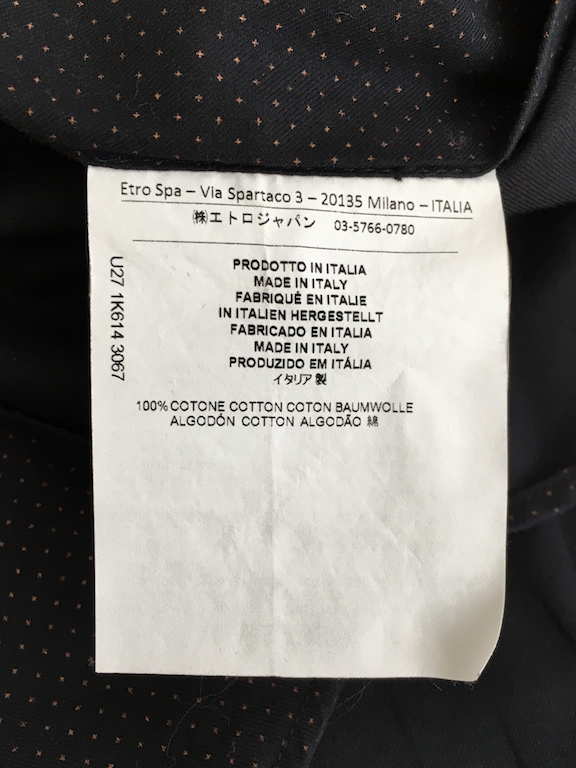 Etro Spa – Via Spartaco 3 – 20135 Milano – ITALIA
㈱エトロジャパン 03-5766-0780
PRODOTTO IN ITALIA
MADE IN ITALY
FABRIQUÉ EN ITALIE
IN ITALIEN HERGESTELLT
FABRICADO EN ITALIA
MADE IN ITALY
PRODUZIDO EM ITÁLIA
イタリア製
100% COTONE COTTON COTON BAUMWOLLE
ALGODÓN COTTON ALGODÃO 綿
U27 1K614 3067